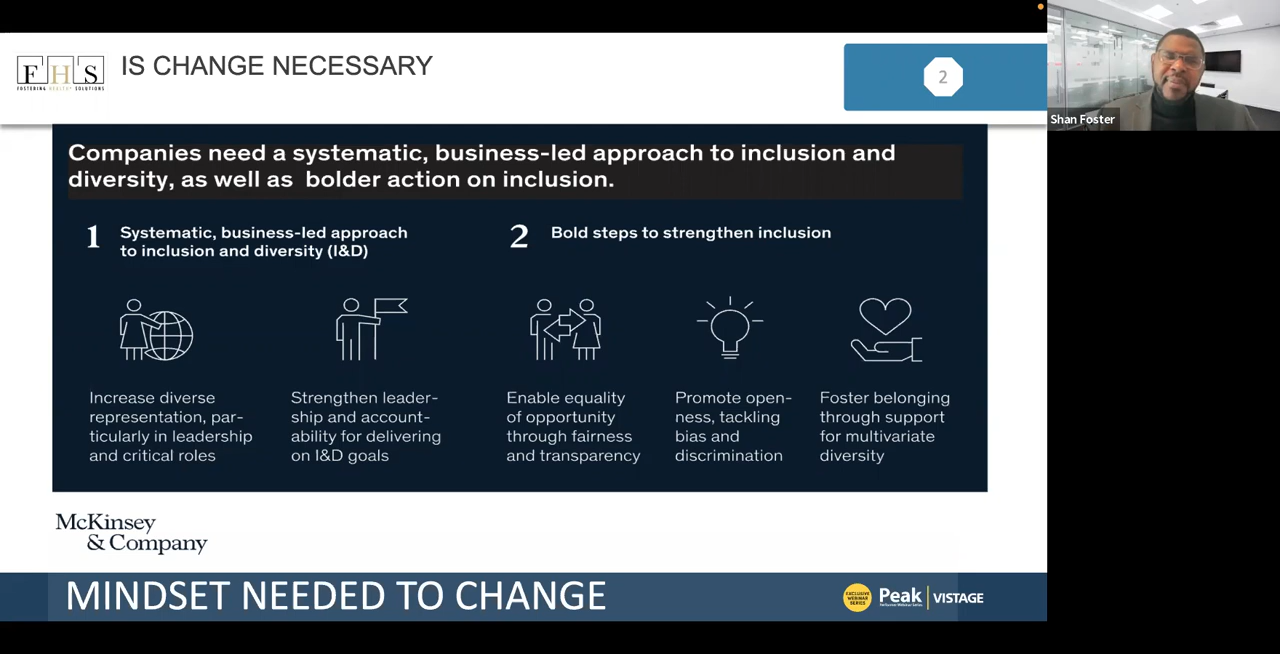 FHS
FOSTERING HEALTHY SOLUTIONS
IS CHANGE NECESSARY
2
Shan Foster
Companies need a systematic, business-led approach to inclusion and
diversity, as well as bolder action on inclusion.
1
Systematic, business-led approach
to inclusion and diversity (I&D)
2
Bold steps to strengthen inclusion
Increase diverse
representation, par-
ticularly in leadership
and critical roles
Strengthen leader-
ship and account-
ability for delivering
on I&D goals
Enable equality
of opportunity
through fairness
and transparency
Promote open-
ness, tackling
bias and
discrimination
Foster belonging
through support
for multivariate
diversity
McKinsey
& Company
MINDSET NEEDED TO CHANGE
EXCLUSIVE
WEBINAR
SERIES
Peak
VISTAGE